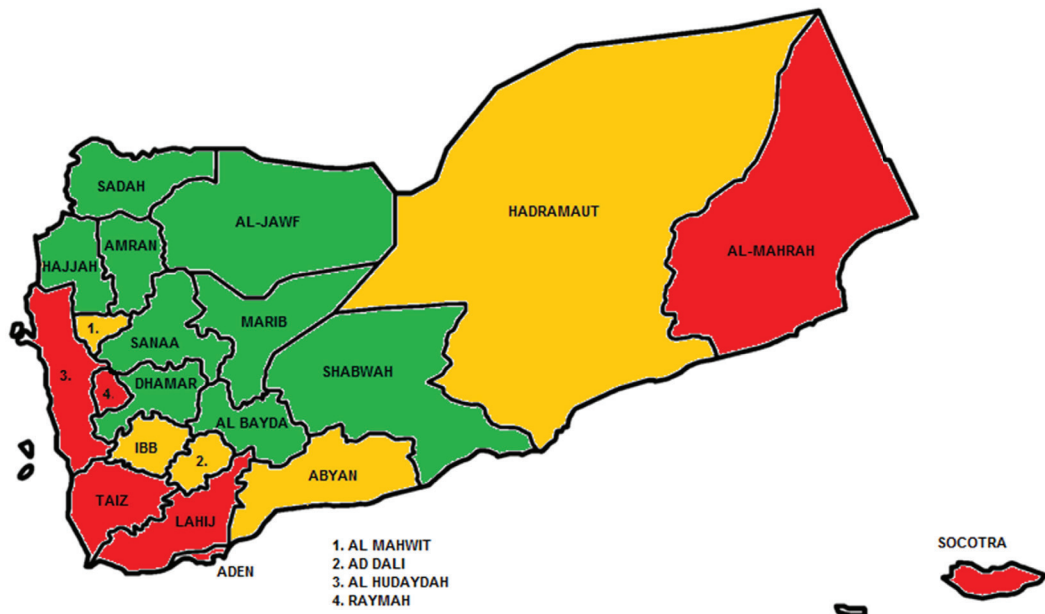 SADAH
AL-JAWF
HADRAMAUT
AMRAN
AL-MAHRAH
HAJJAH
MARIB
1.
SANAA
SHABWAH
3.
DHAMAR
4.
AL BAYDA
IBB
2.
ABYAN
TAIZ
LAHIJ
ADEN
1. AL MAHWIT
2. AD DALI
3. AL HUDAYDAH
4. RAYMAH
SOCOTRA